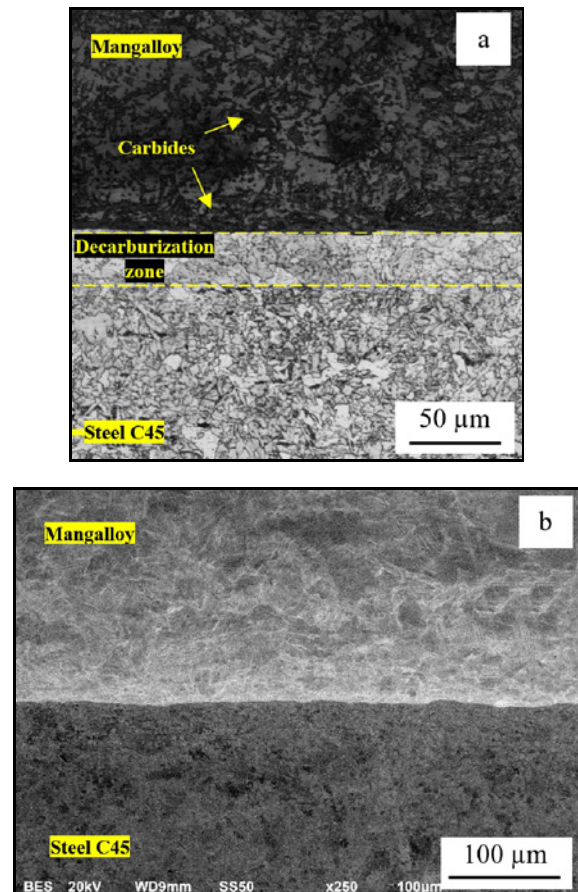 a
Mangalloy
Carbides
Decarburization
zone
Steel C45
50 µm
b
Mangalloy
Steel C45
100 µm
BES 20kV WD9mm SS50 x250 100µm